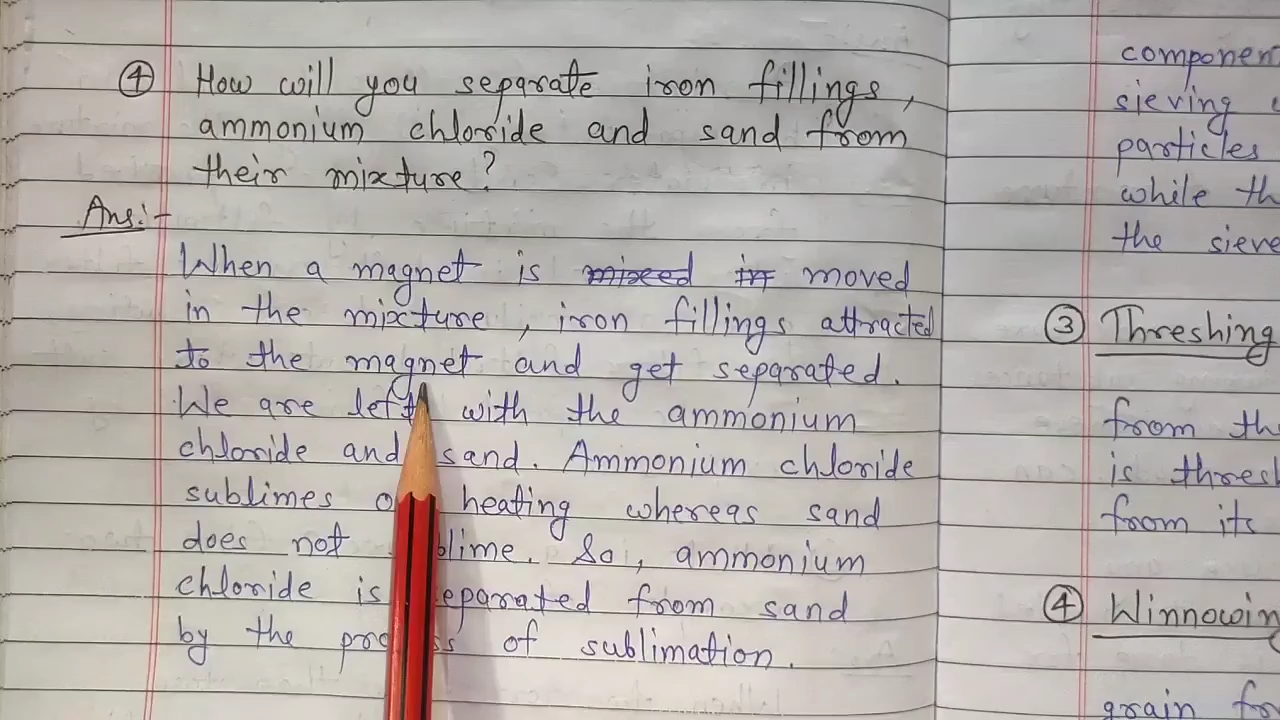 ④ How will you separate iron fillings,
ammonium chloride and sand from
their mixture?
Ans:-
When a magnet is mixed in moved
in the mixture, iron fillings attracted
to the magnet and get separated.
We are left with the ammonium
chloride and sand. Ammonium chloride
sublimes heating whereas sand
does not. So, ammonium
chloride is separated from sand
by the process of sublimation.
componen
sieving
particles
while th
the sieve
③ Threshing
from th
is thresh
from its
④ Winnowin
grain fr